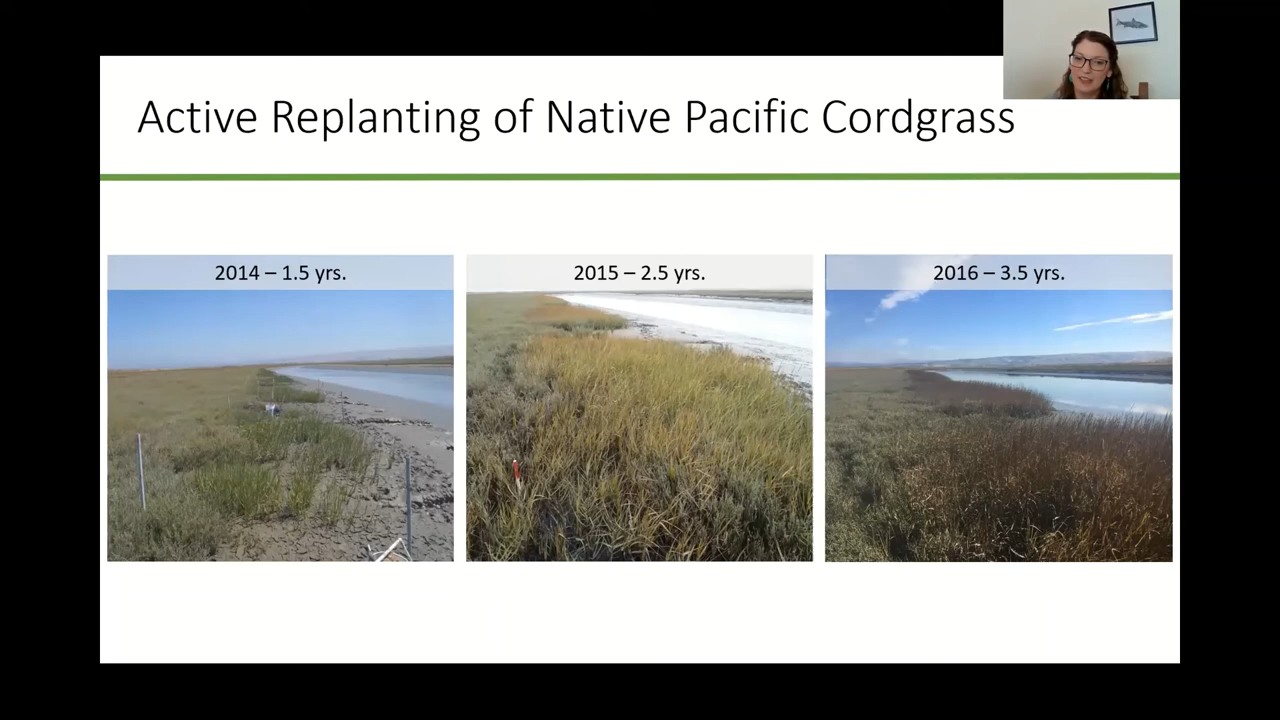 Active Replanting of Native Pacific Cordgrass
2014 – 1.5 yrs.
2015 – 2.5 yrs.
2016 – 3.5 yrs.